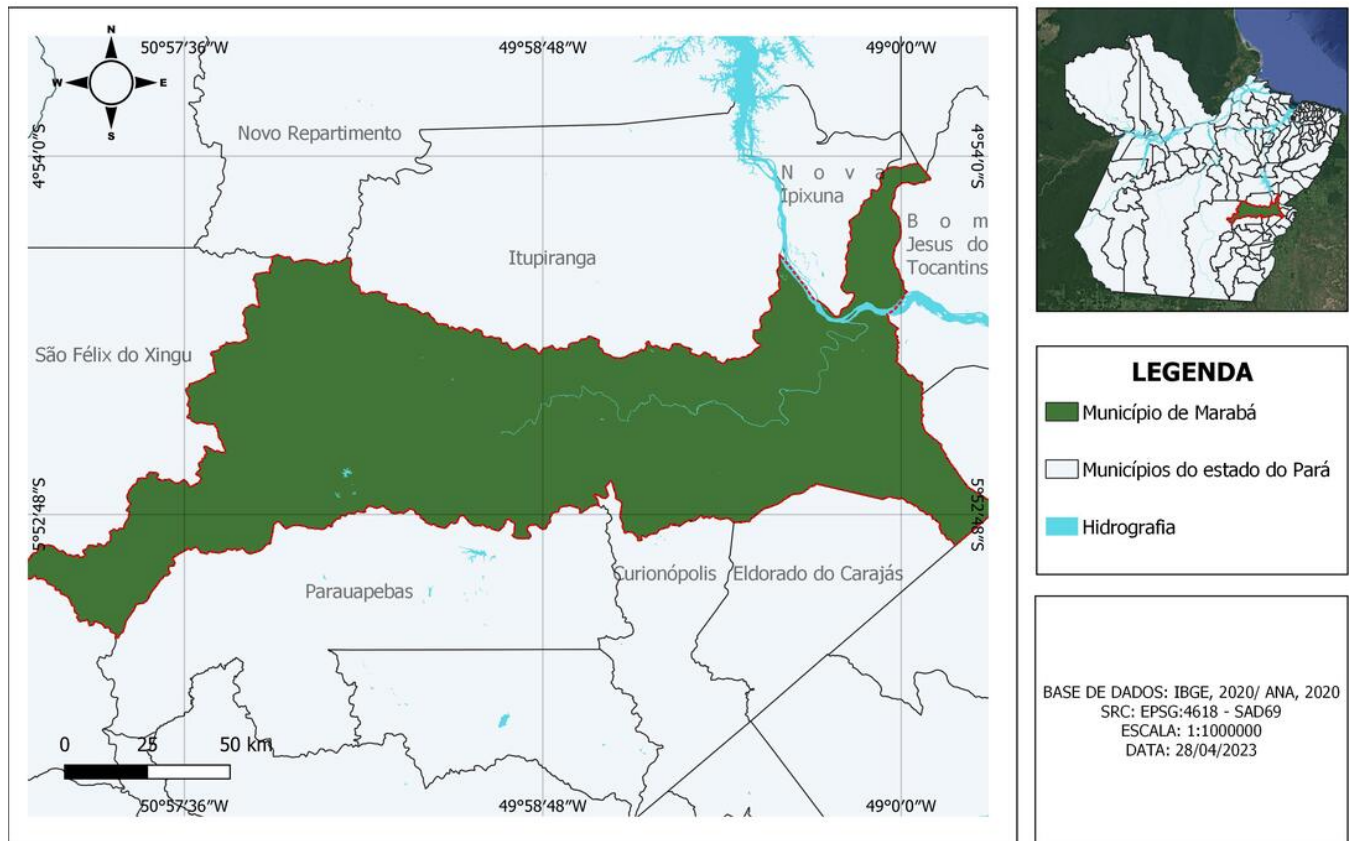 N
W
E
S
50°57'36"W
49°58'48"W
49°0'0"W
4°54'0"S
4°54'0"S
Novo Repartimento
Nova
Ipixuna
Bom
Jesus do
Tocantins
Itupiranga
São Félix do Xingu
5°52'48"S
5°52'48"S
Parauapebas
Curionópolis
Eldorado do Carajás
0
25
50 km
50°57'36"W
49°58'48"W
49°0'0"W
LEGENDA
Município de Marabá
Municípios do estado do Pará
Hidrografia
BASE DE DADOS: IBGE, 2020/ ANA, 2020
SRC: EPSG:4618 - SAD69
ESCALA: 1:1000000
DATA: 28/04/2023